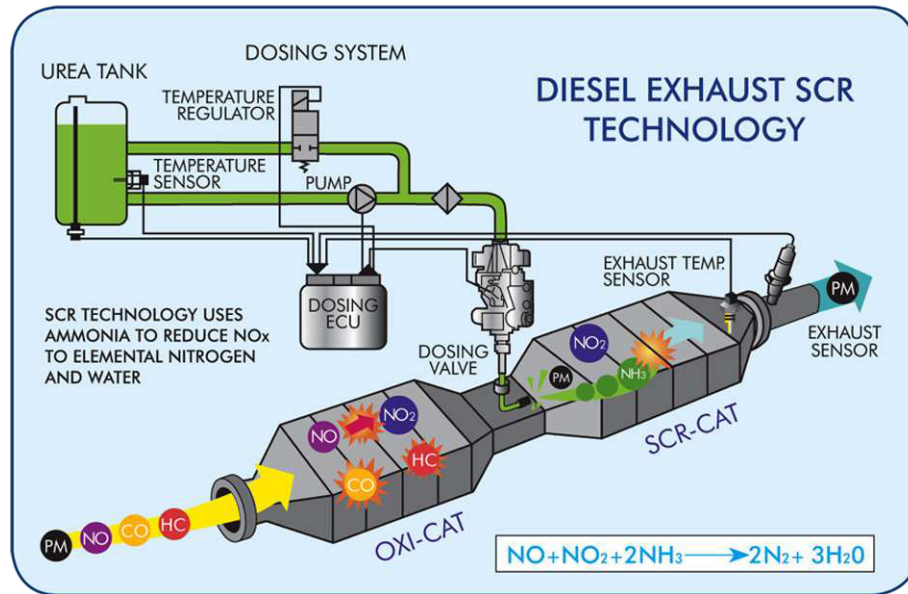 DOSING SYSTEM
UREA TANK
TEMPERATURE
REGULATOR
DIESEL EXHAUST SCR
TECHNOLOGY
TEMPERATURE
SENSOR
PUMP
EXHAUST TEMP.
SENSOR
DOSING
ECU
PM
SCR TECHNOLOGY USES
AMMONIA TO REDUCE NOx
TO ELEMENTAL NITROGEN
AND WATER
EXHAUST
SENSOR
DOSING
VALVE
NO₂
PM
NH₃
SCR-CAT
NO
NO₂
HC
CO
OXI-CAT
PM
NO
CO
HC
NO+NO₂+2NH₃⟶2N₂+ 3H₂0